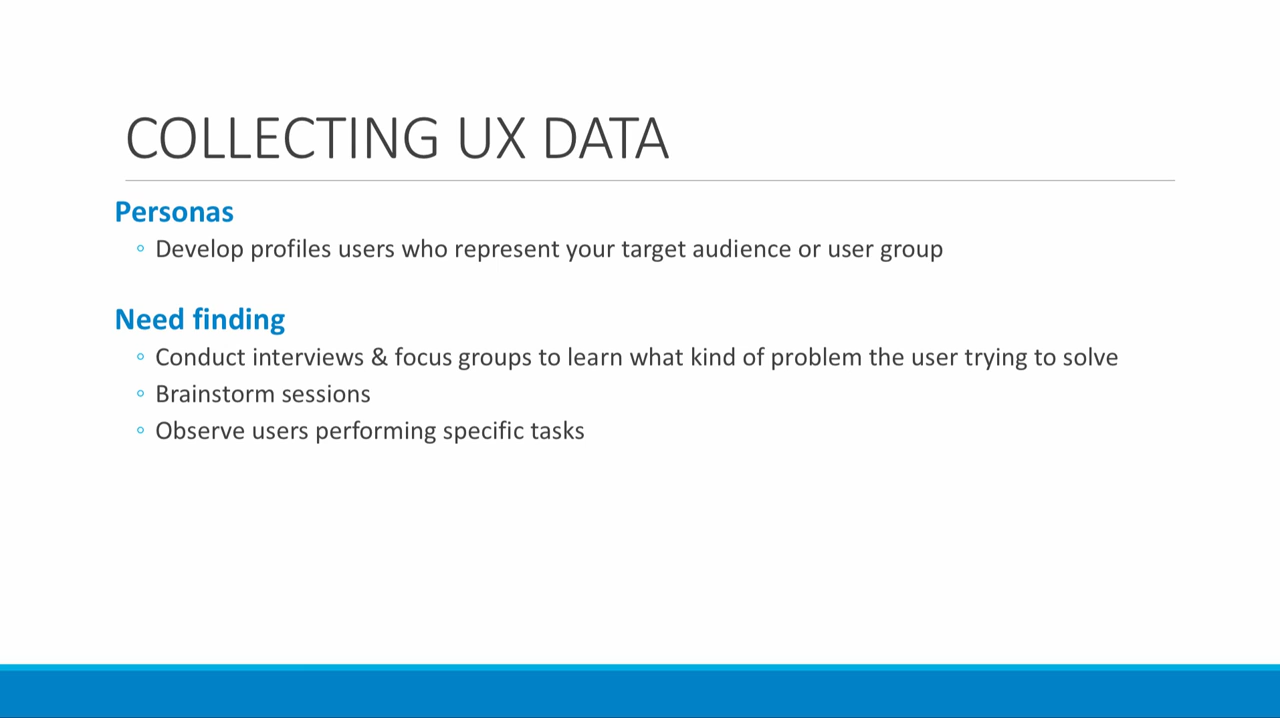 COLLECTING UX DATA
Personas
◦ Develop profiles users who represent your target audience or user group
Need finding
◦ Conduct interviews & focus groups to learn what kind of problem the user trying to solve
◦ Brainstorm sessions
◦ Observe users performing specific tasks